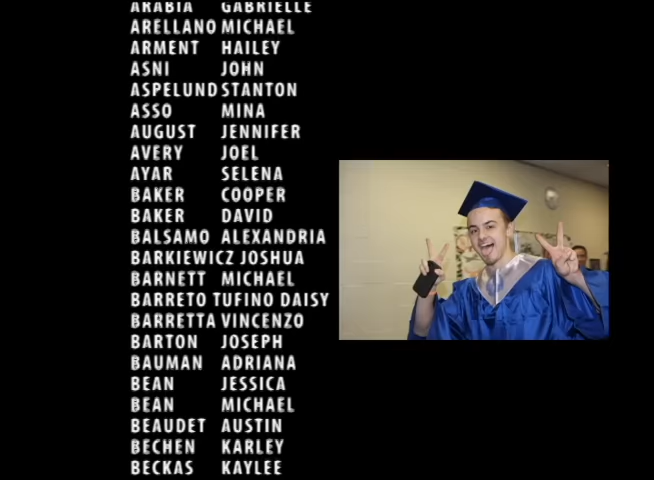 ARABIA GABRIELLE
ARELLANO MICHAEL
ARMENT HAILEY
ASNI JOHN
ASPELUND STANTON
ASSO MINA
AUGUST JENNIFER
AVERY JOEL
AYAR SELENA
BAKER COOPER
BAKER DAVID
BALSAMO ALEXANDRIA
BARKIEWICZ JOSHUA
BARNETT MICHAEL
BARRETO TUFINO DAISY
BARRETTA VINCENZO
BARTON JOSEPH
BAUMAN ADRIANA
BEAN JESSICA
BEAN MICHAEL
BEAUDET AUSTIN
BECHEN KARLEY
BECKAS KAYLEE